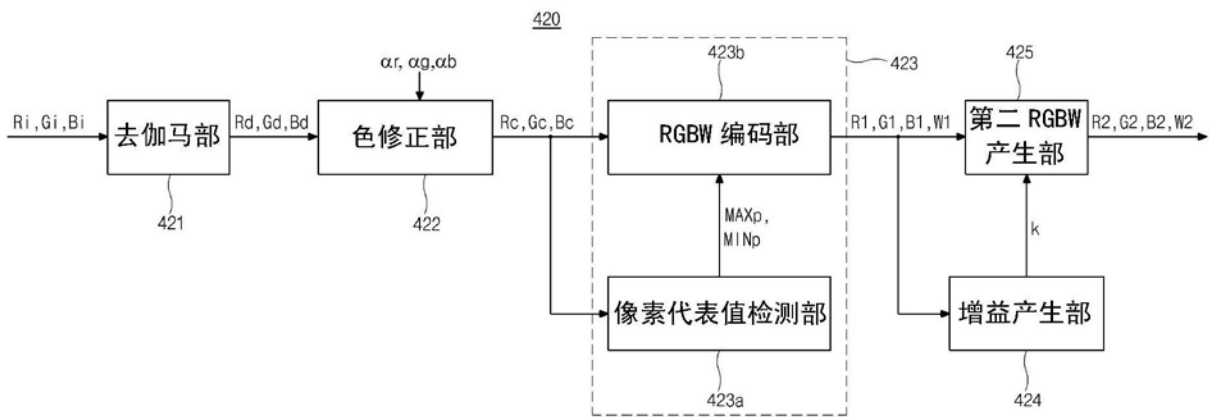 420
423b
423
425
αr, αg,αb
Ri,Gi,Bi
去伽马部
Rd,Gd,Bd
色修正部
Rc,Gc,Bc
RGBW 编码部
R1,G1,B1,W1
第二 RGBW
产生部
R2,G2,B2,W2
421
422
MAXp,
MINp
k
像素代表值检测部
增益产生部
423a
424